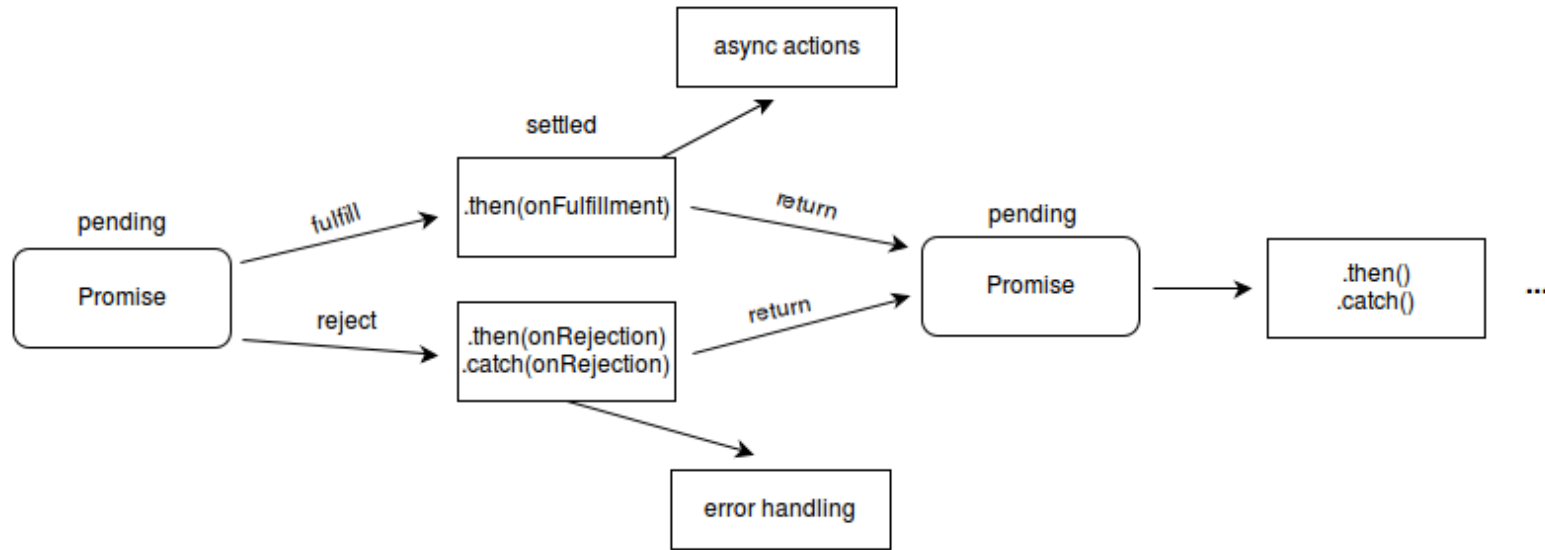 async actions
settled
.then(onFulfillment)
pending
fulfill
return
pending
Promise
Promise
.then()
.catch()
...
reject
.then(onRejection)
.catch(onRejection)
return
error handling